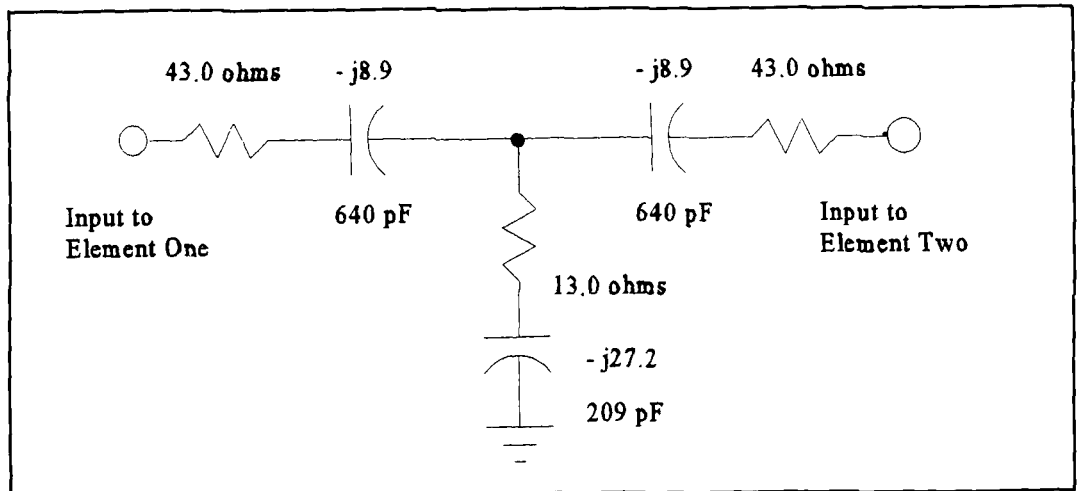 43.0 ohms
- j8.9
- j8.9
43.0 ohms
Input to
Element One
640 pF
640 pF
Input to
Element Two
13.0 ohms
- j27.2
209 pF